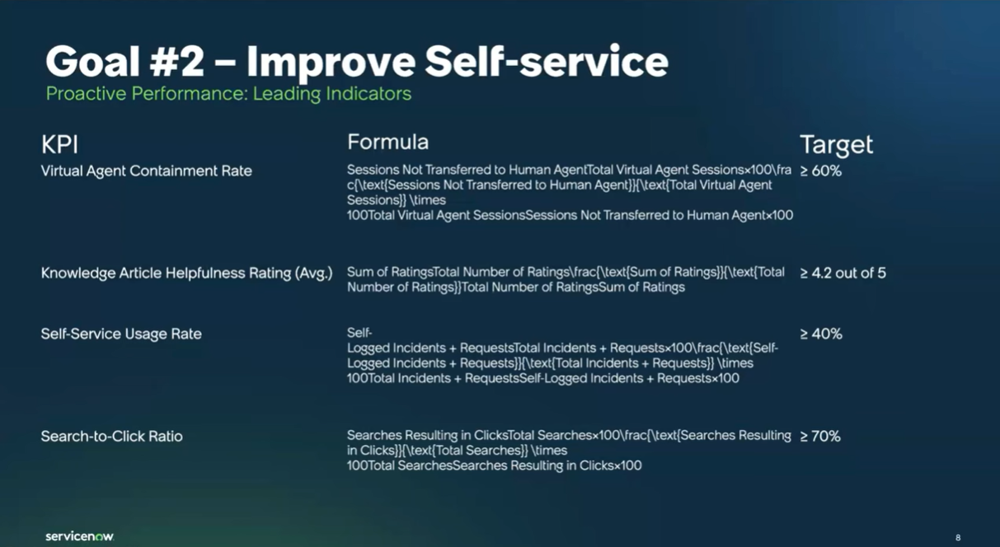 Goal #2 – Improve Self-service
Proactive Performance: Leading Indicators
KPI
Formula
Target
Virtual Agent Containment Rate
Sessions Not Transferred to Human AgentTotal Virtual Agent Sessions×100\fra
c{\text{Sessions Not Transferred to Human Agent}}{\text{Total Virtual Agent
Sessions}} \times
100Total Virtual Agent SessionsSessions Not Transferred to Human Agent×100
≥ 60%
Knowledge Article Helpfulness Rating (Avg.)
Sum of RatingsTotal Number of Ratings\frac{\text{Sum of Ratings}}{\text{Total
Number of Ratings}}Total Number of RatingsSum of Ratings
≥ 4.2 out of 5
Self-Service Usage Rate
Self-
Logged Incidents + RequestsTotal Incidents + Requests×100\frac{\text{Self-
Logged Incidents + Requests}}{\text{Total Incidents + Requests}} \times
100Total Incidents + RequestsSelf-Logged Incidents + Requests×100
≥ 40%
Search-to-Click Ratio
Searches Resulting in ClicksTotal Searches×100\frac{\text{Searches Resulting
in Clicks}}{\text{Total Searches}} \times
100Total SearchesSearches Resulting in Clicks×100
≥ 70%
servicenow
8